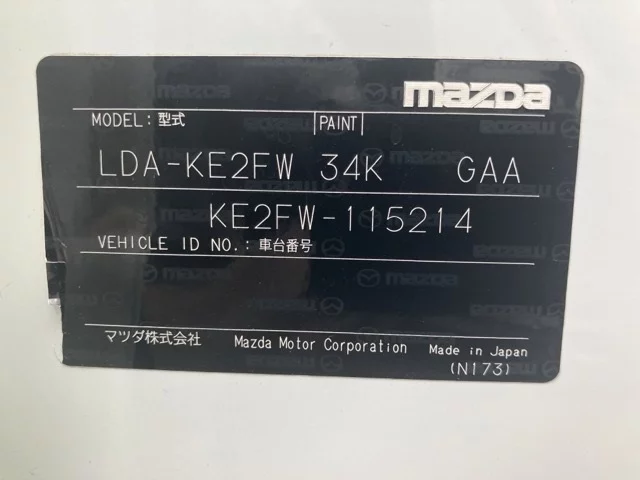 mazda
MODEL: 型式 PAINT
LDA-KE2FW 34K GAA
KE2FW-115214
VEHICLE ID NO.: 車台番号
マツダ株式会社 Mazda Motor Corporation Made in Japan
(N173)